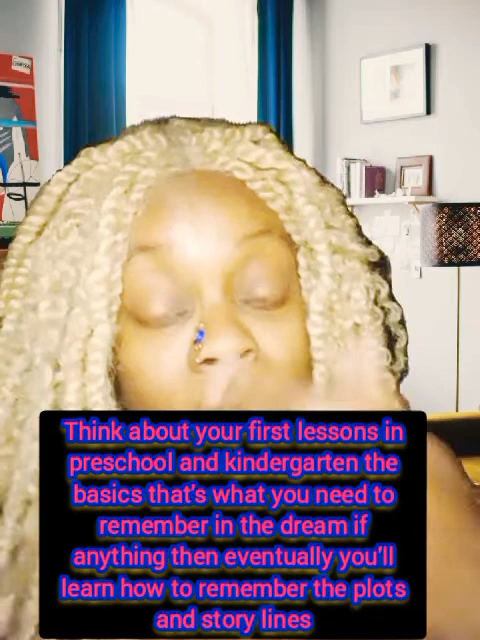 Think about your first lessons in
preschool and kindergarten the
basics that's what you need to
remember in the dream if
anything then eventually you'll
learn how to remember the plots
and story lines